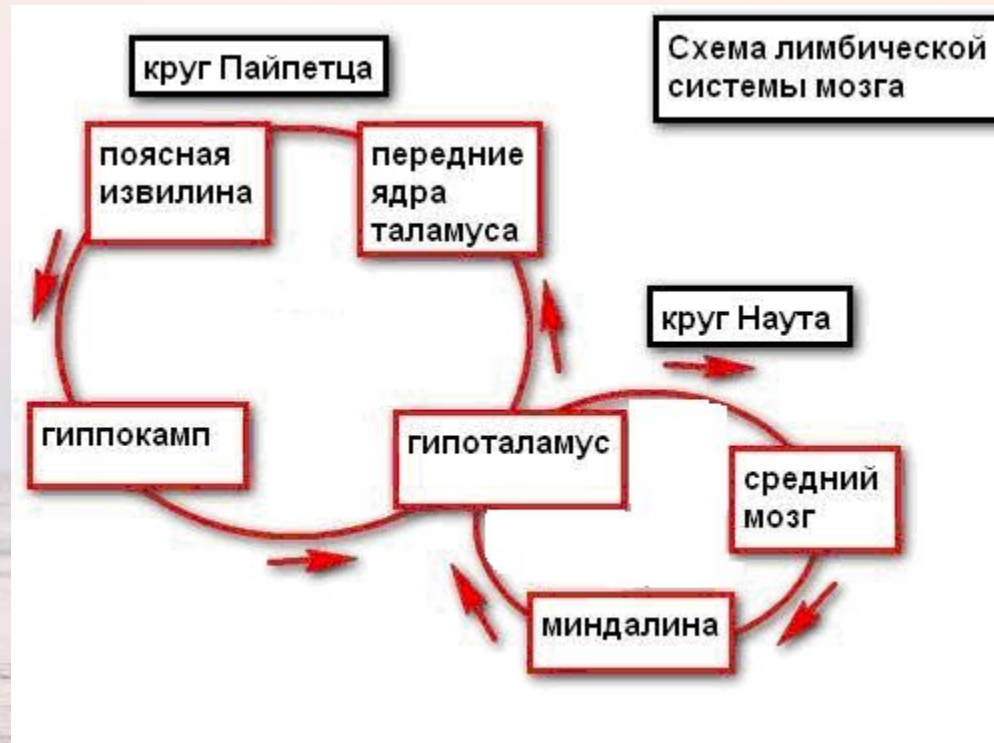 круг Пайпетца
Схема лимбической
системы мозга
поясная
извилина
передние
ядра
таламуса
круг Наута
гиппокамп
гипоталамус
средний
мозг
миндалина